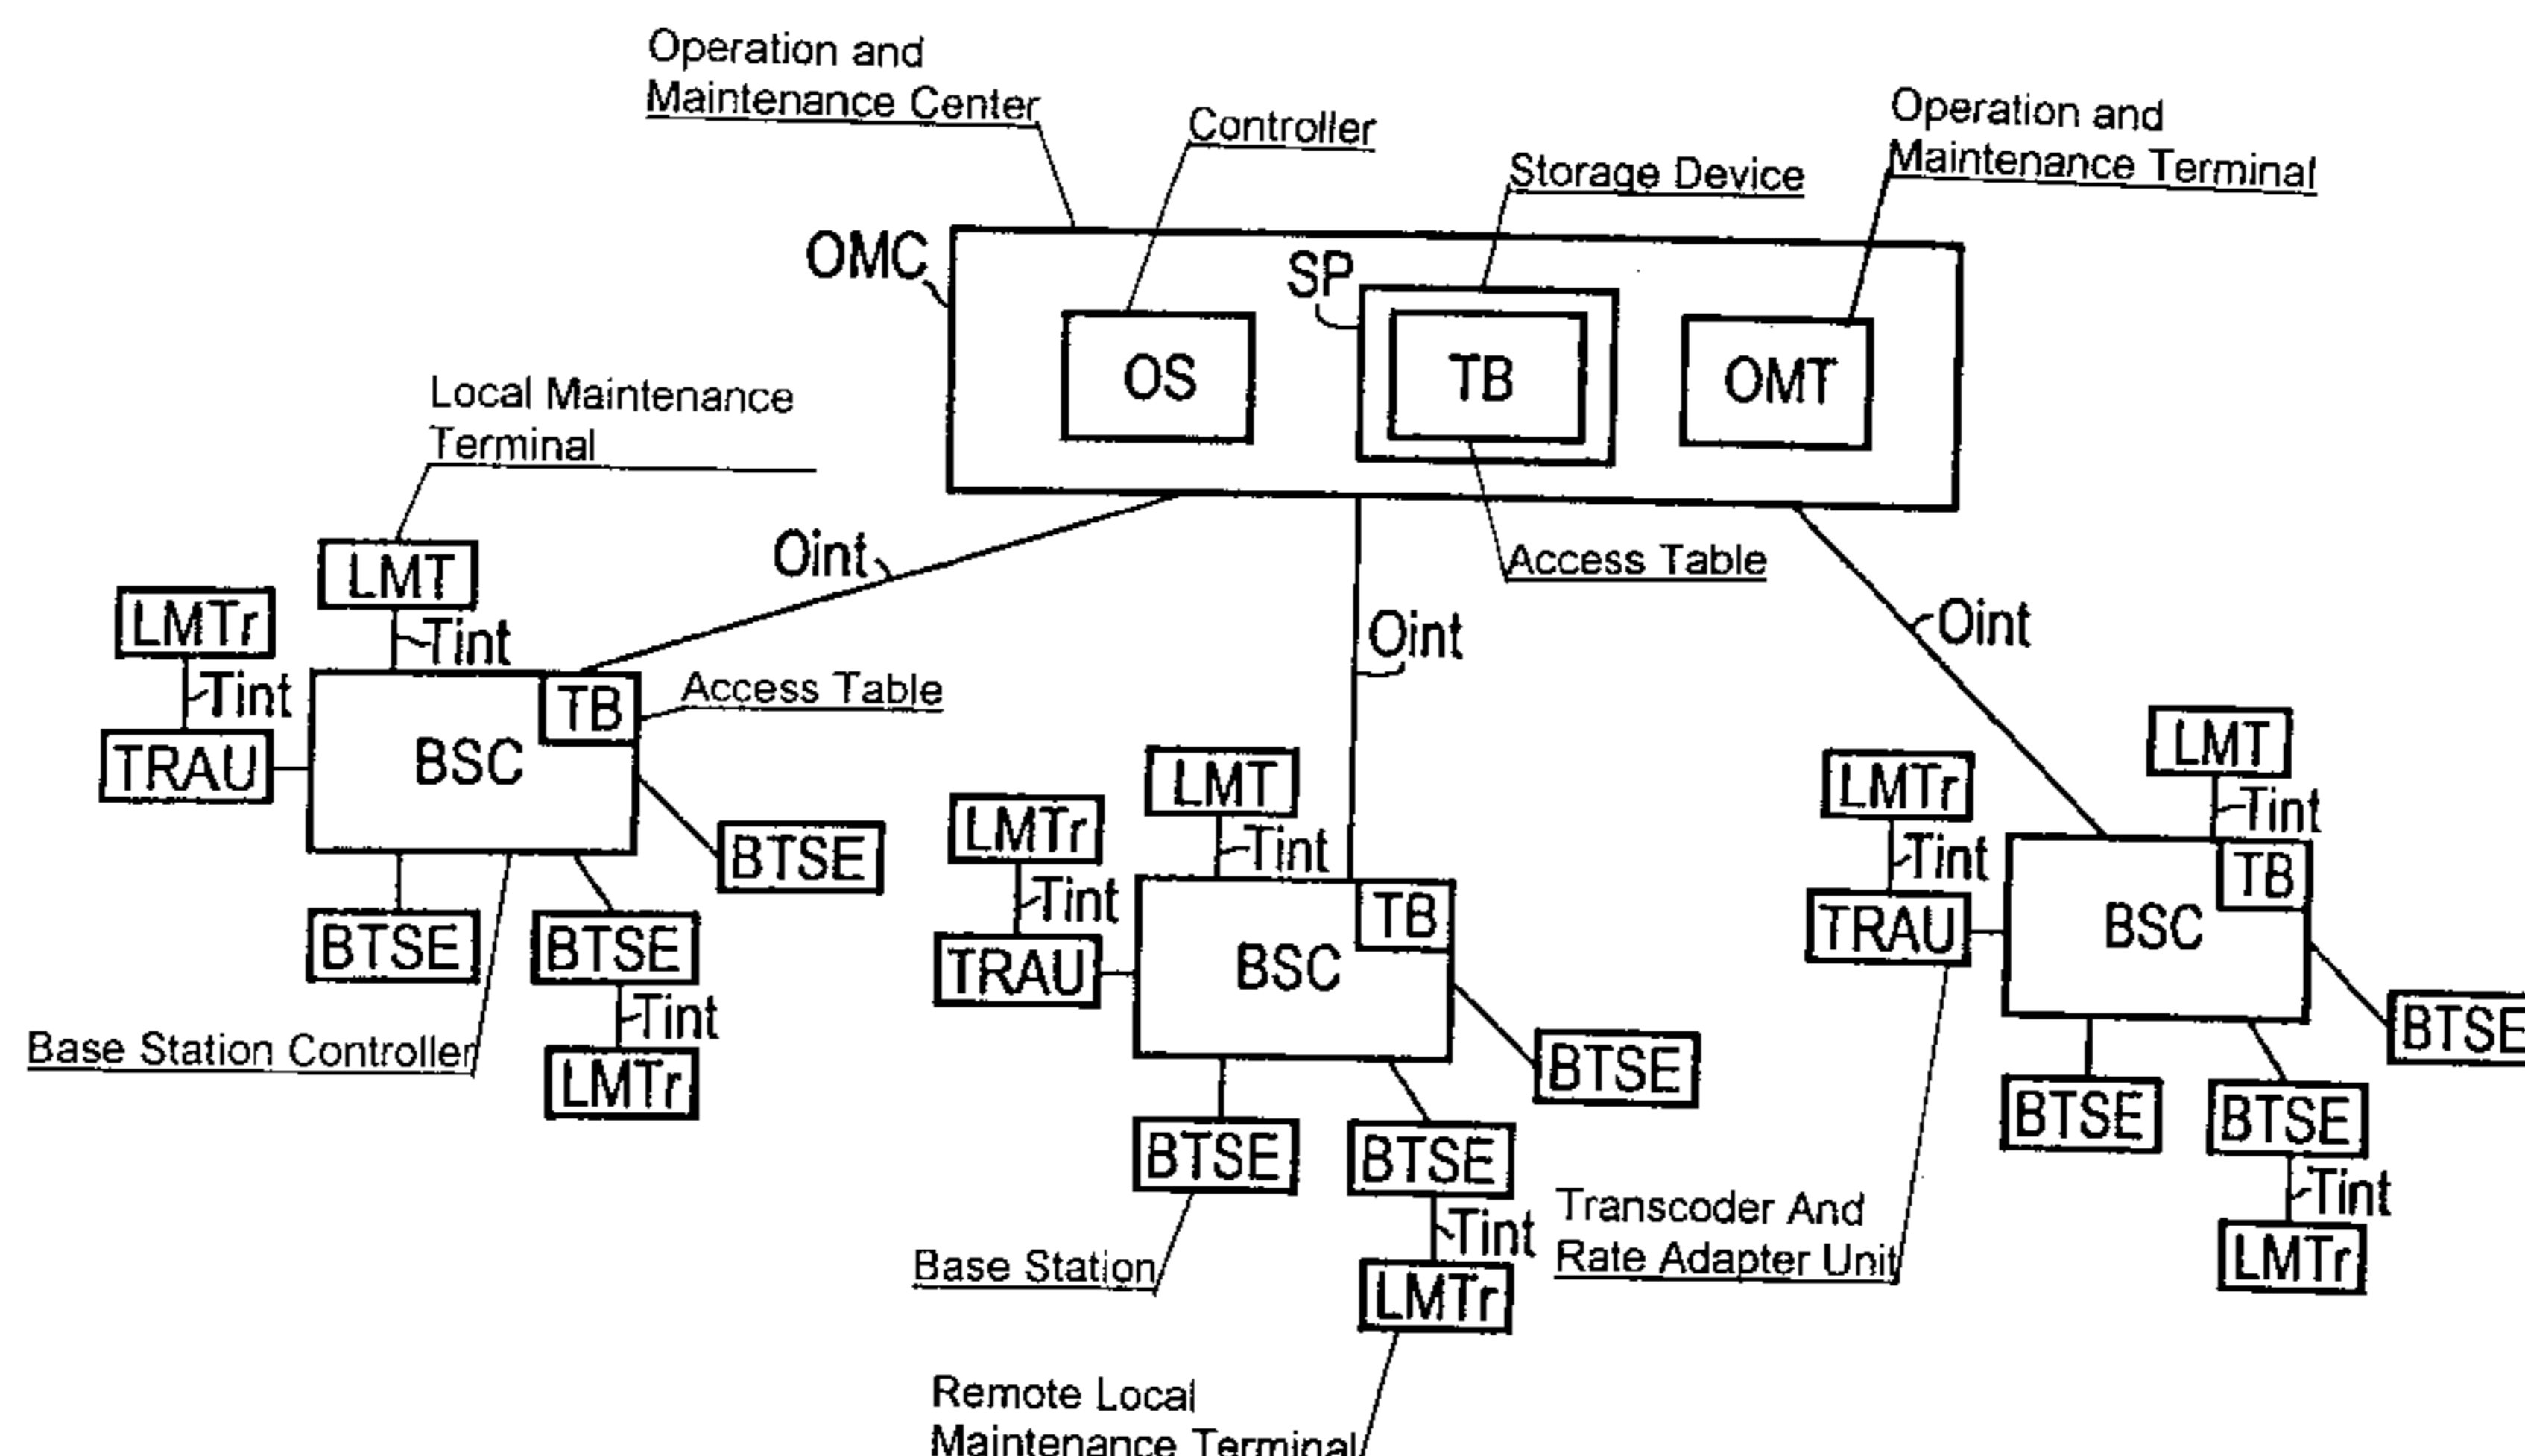 Operation and
Maintenance Center
Controller
Storage Device
Operation and
Maintenance Terminal
OMC
SP
OS
TB
OMT
Access Table
Oint
Oint
Oint
Local Maintenance
Terminal
LMT
LMTr
Tint
Tint
TRAU
BSC
TB
Access Table
BTSE
BTSE
BTSE
Tint
LMTr
Base Station Controller
LMT
LMTr
Tint
Tint
TRAU
BSC
TB
BTSE
BTSE
BTSE
Tint
LMTr
Base Station
Remote Local
Maintenance Terminal
LMT
LMTr
Tint
Tint
TRAU
BSC
TB
BTSE
BTSE
BTSE
Tint
LMTr
Transcoder And
Rate Adapter Unit